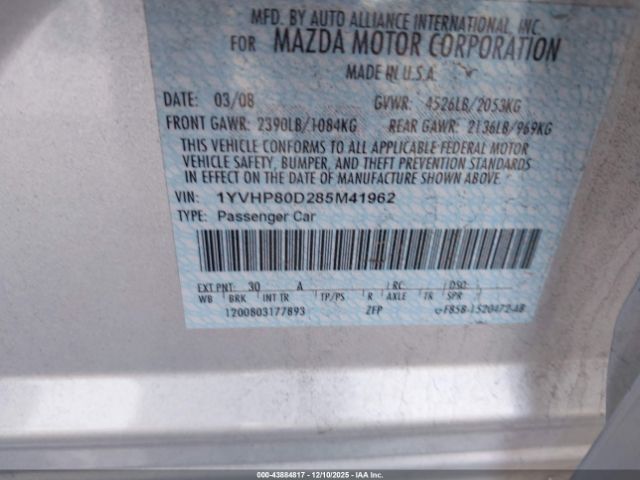 MFD. BY AUTO ALLIANCE INTERNATIONAL, INC.
FOR MAZDA MOTOR CORPORATION
MADE IN U.S.A.
DATE: 03/08 GVWR: 4526LB/2053KG
FRONT GAWR: 2390LB/1084KG REAR GAWR: 2136LB/969KG
THIS VEHICLE CONFORMS TO ALL APPLICABLE FEDERAL MOTOR
VEHICLE SAFETY, BUMPER, AND THEFT PREVENTION STANDARDS
IN EFFECT ON THE DATE OF MANUFACTURE SHOWN ABOVE.
VIN: 1YVHP80D285M41962
TYPE: Passenger Car
EXT PNT: 30 A RC: DSO:
WB BRK INT TR TP/PS R AXLE TR SPR
1200803177893 ZFP F85B-1520472-AB
000-43884817 - 12/10/2025 - IAA Inc.